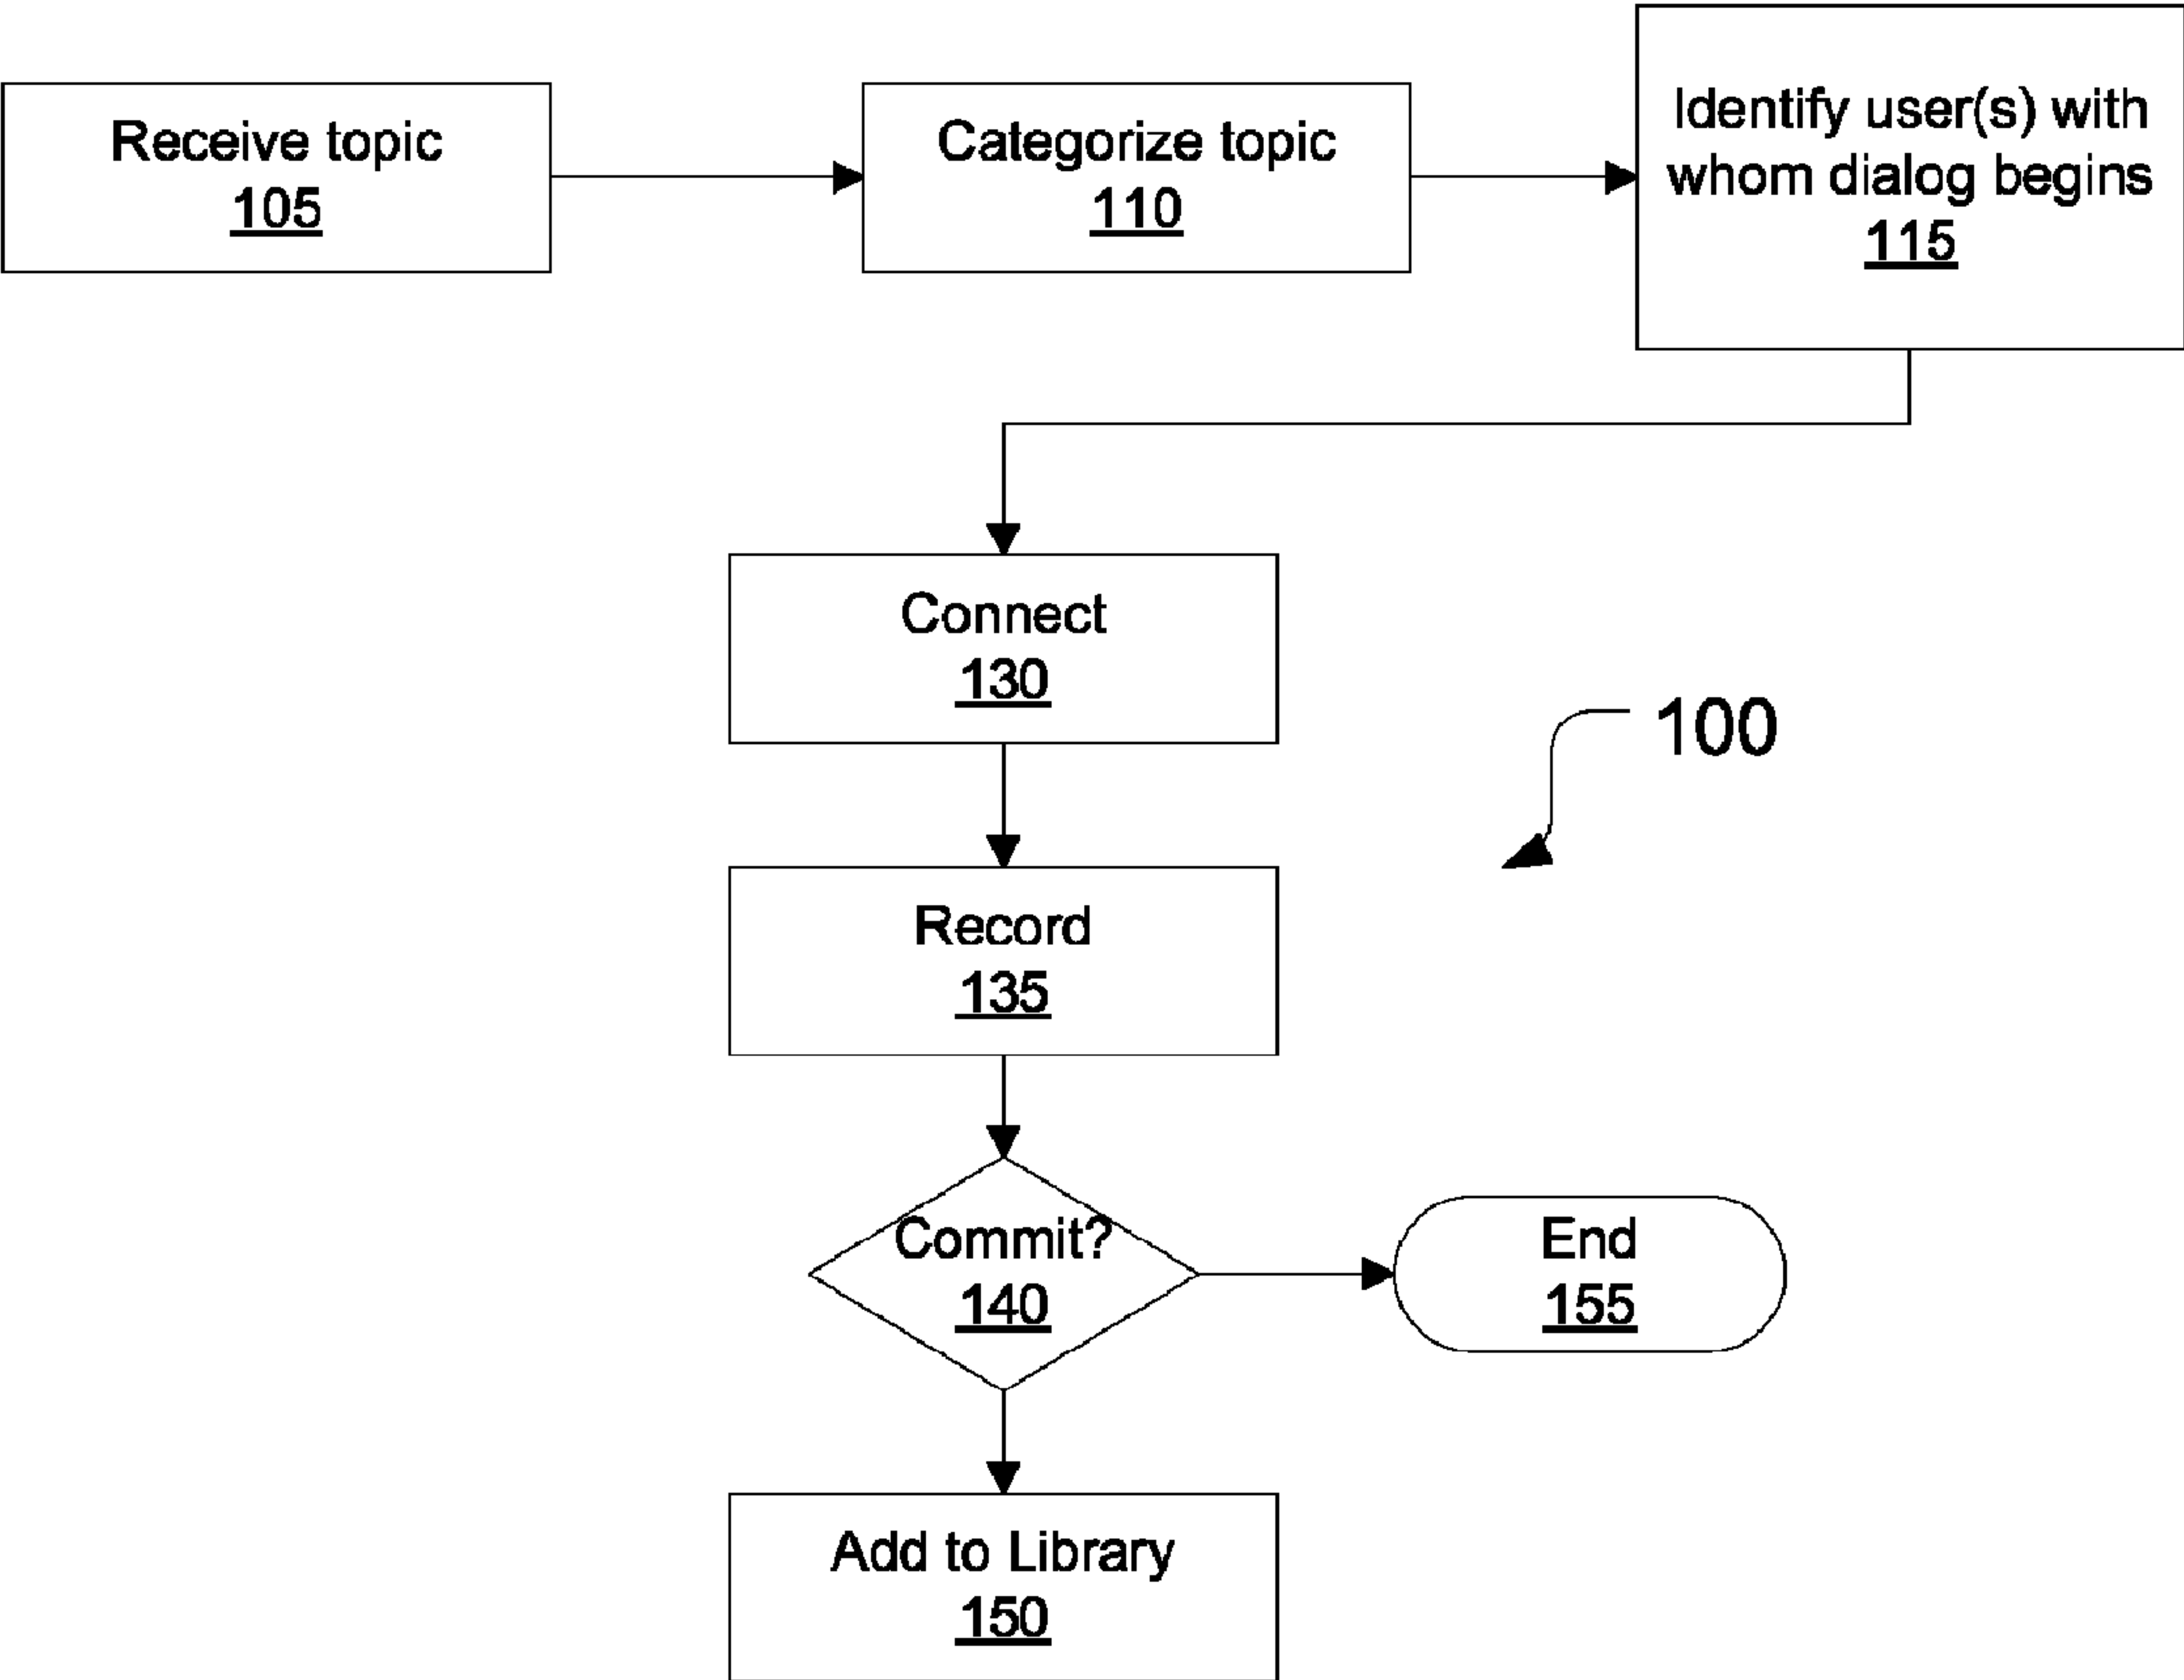 Receive topic
105
Categorize topic
110
Identify user(s) with
whom dialog begins
115
Connect
130
100
Record
135
Commit?
140
End
155
Add to Library
150